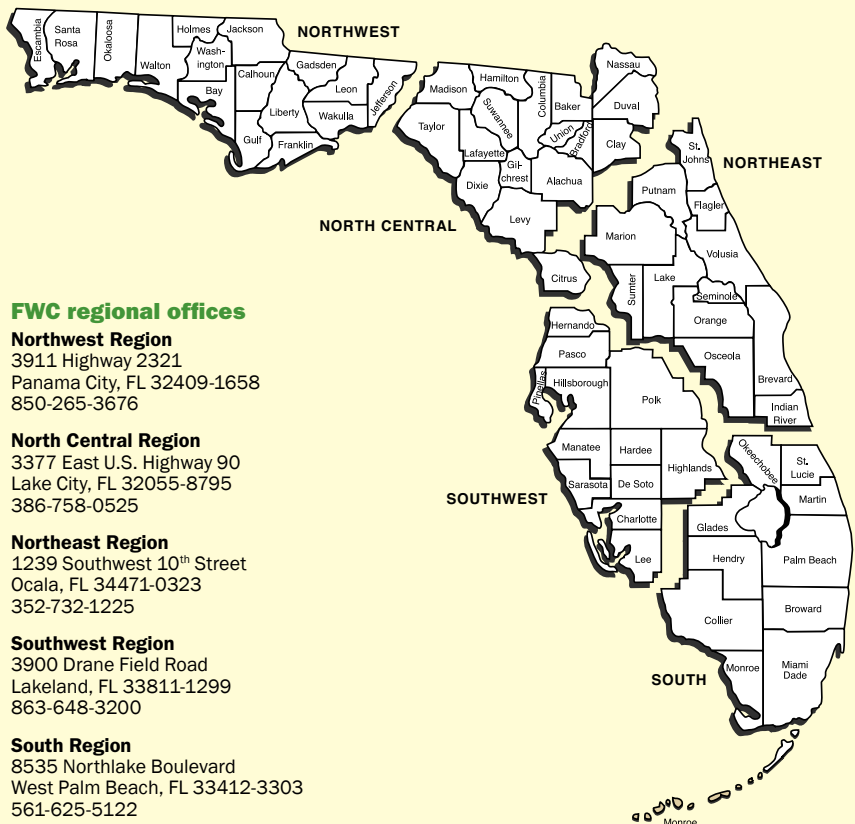 NORTHWEST
Escambia
Santa
Rosa
Okaloosa
Walton
Holmes
Jackson
Wash-
ington
Bay
Calhoun
Gulf
Liberty
Gadsden
Franklin
Leon
Wakulla
Jefferson
NORTH CENTRAL
Madison
Taylor
Hamilton
Suwannee
Lafayette
Dixie
Columbia
Gil-
christ
Levy
Baker
Union
Bradford
Alachua
Nassau
Duval
Clay
Citrus
NORTHEAST
St.
Johns
Putnam
Flagler
Marion
Volusia
Sumter
Lake
Seminole
Orange
Osceola
Brevard
Indian
River
SOUTHWEST
Hernando
Pasco
Pinellas
Hillsborough
Polk
Manatee
Hardee
Highlands
Sarasota
De Soto
Charlotte
Lee
SOUTH
Okeechobee
St.
Lucie
Martin
Glades
Hendry
Palm Beach
Collier
Broward
Monroe
Miami
Dade
Monroe
FWC regional offices
Northwest Region
3911 Highway 2321
Panama City, FL 32409-1658
850-265-3676
North Central Region
3377 East U.S. Highway 90
Lake City, FL 32055-8795
386-758-0525
Northeast Region
1239 Southwest 10th Street
Ocala, FL 34471-0323
352-732-1225
Southwest Region
3900 Drane Field Road
Lakeland, FL 33811-1299
863-648-3200
South Region
8535 Northlake Boulevard
West Palm Beach, FL 33412-3303
561-625-5122